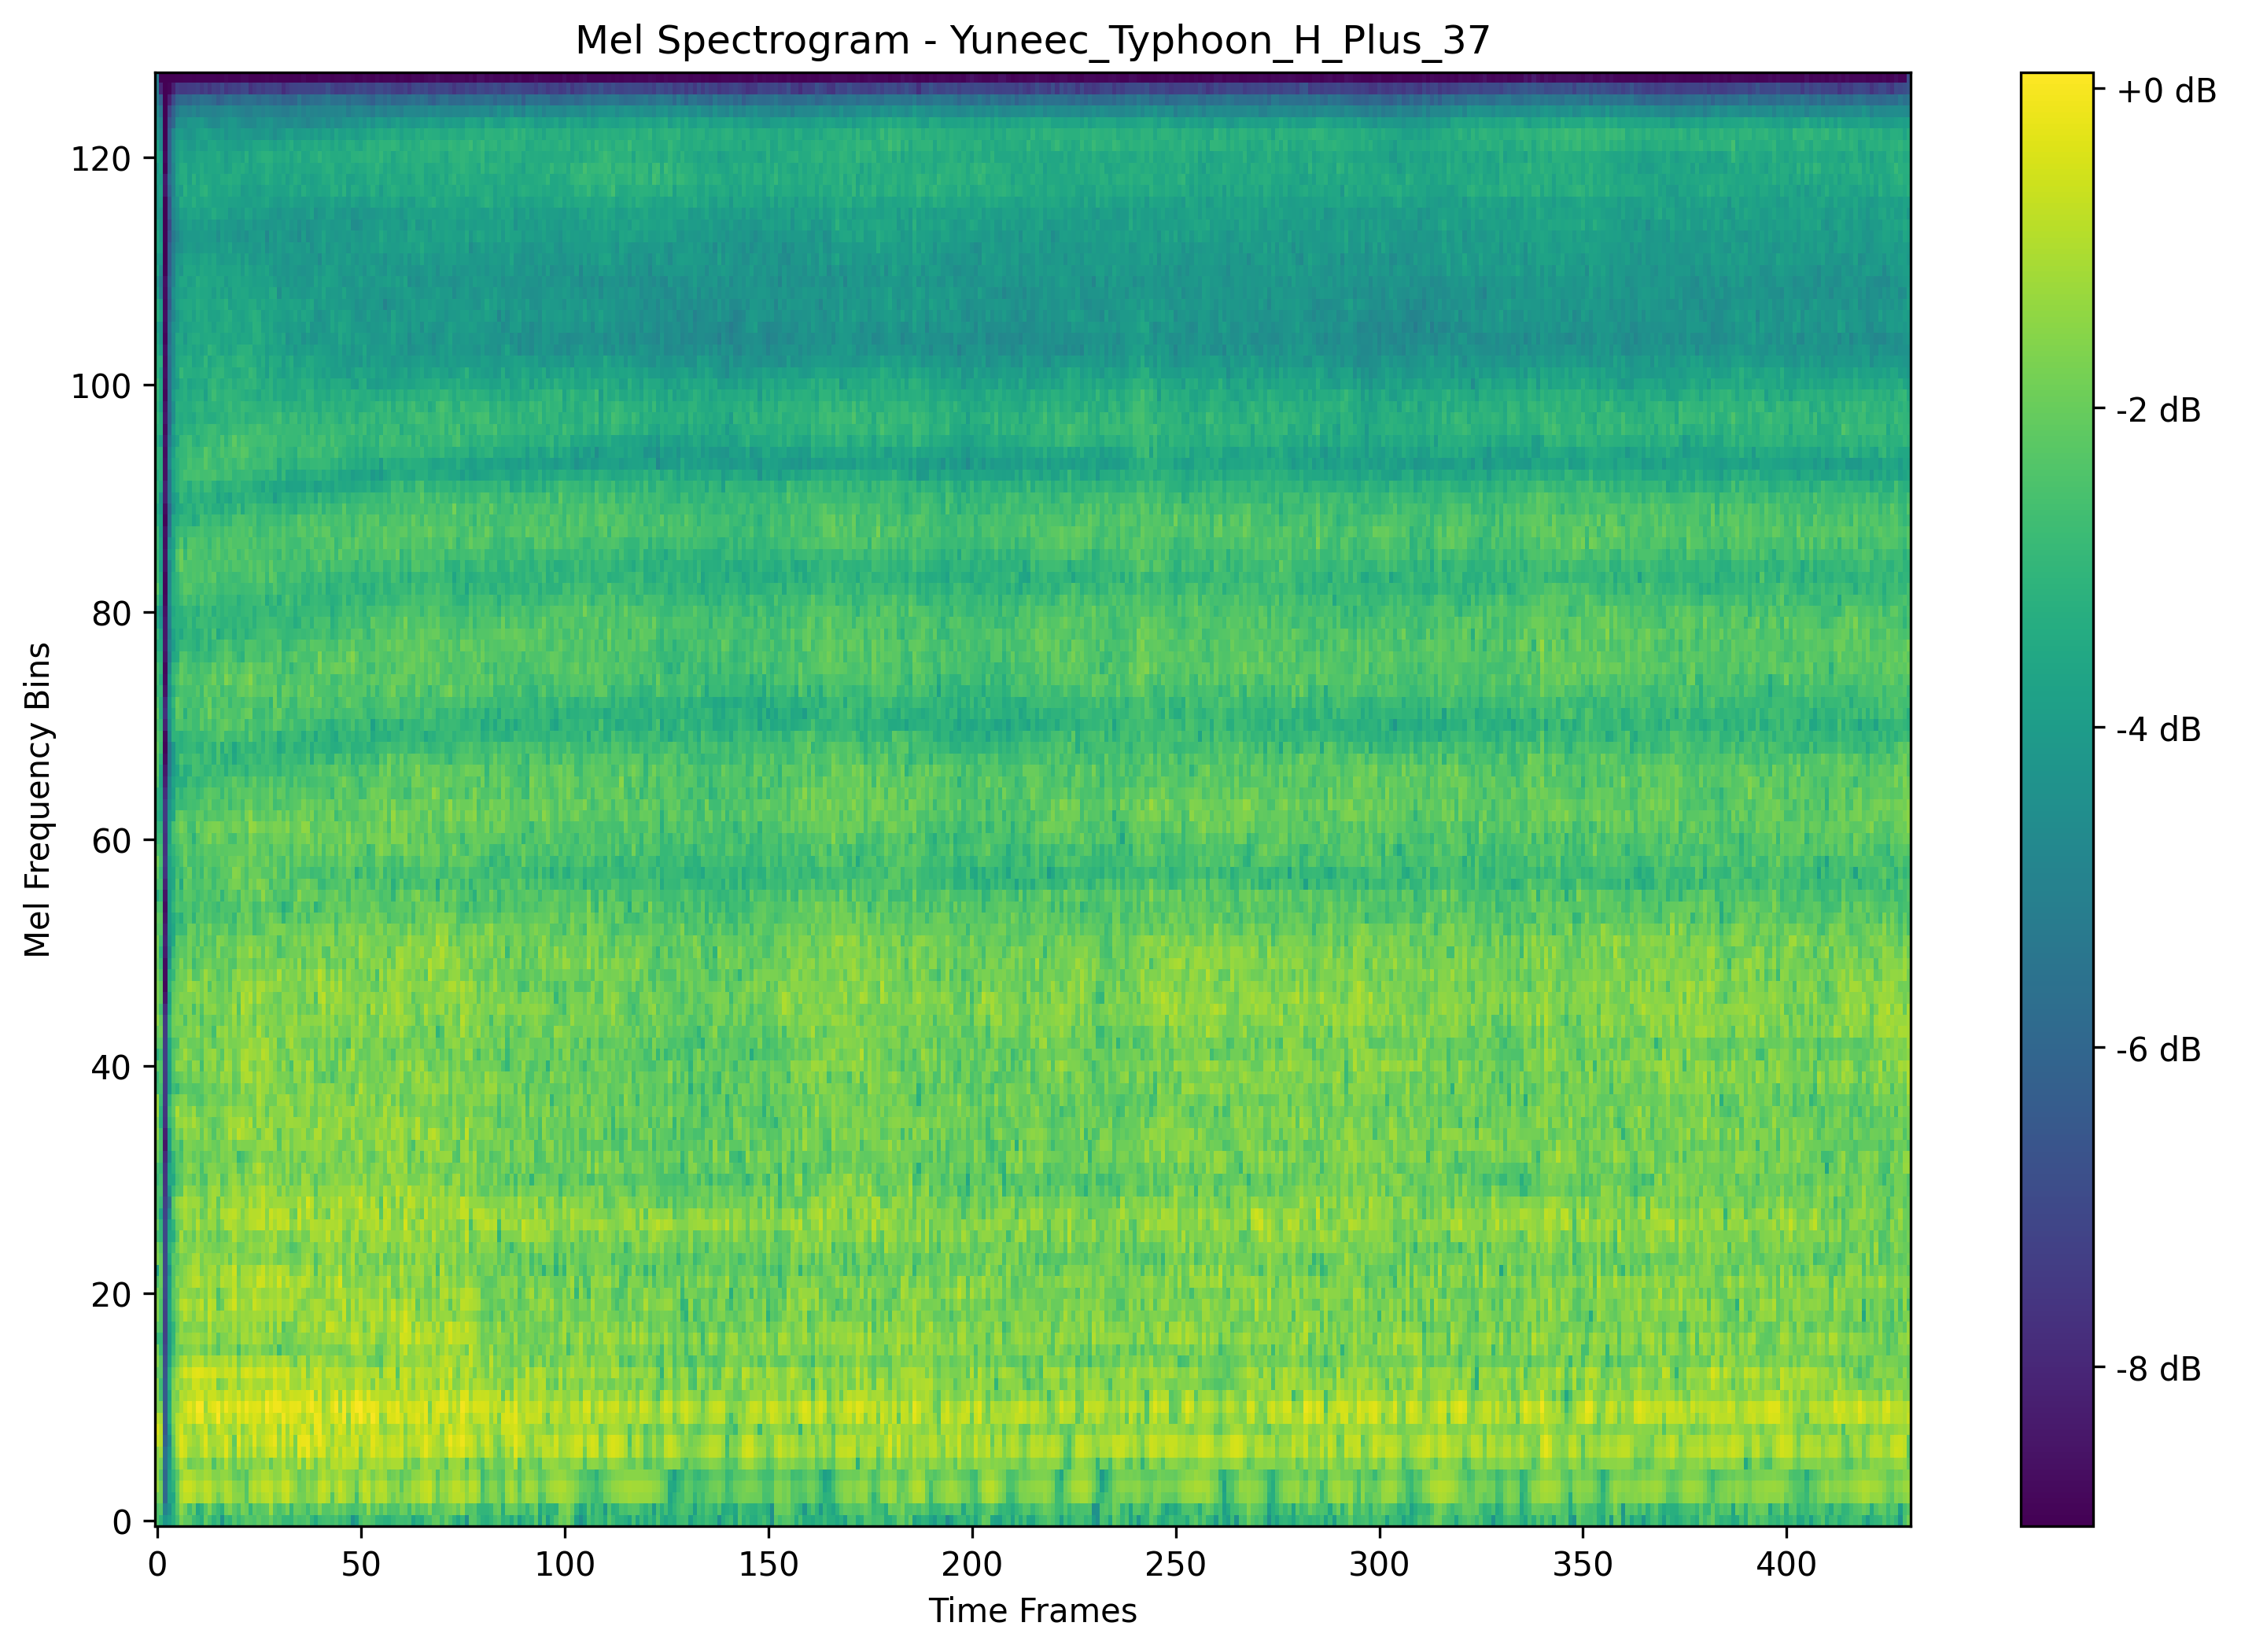 Mel Spectrogram - Yuneec_Typhoon_H_Plus_37
Mel Frequency Bins
120
100
80
60
40
20
0
0 50 100 150 200 250 300 350 400
Time Frames
+0 dB
-2 dB
-4 dB
-6 dB
-8 dB